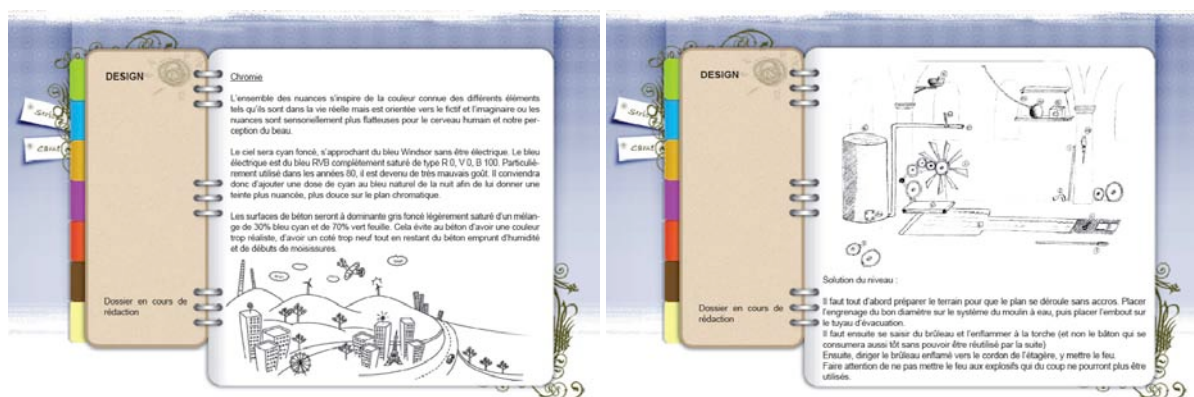 DESIGN
Dossier en cours de
rédaction
Chromie
L'ensemble des nuances s'inspire de la couleur connue des différents éléments
tels qu'ils sont dans la vie réelle mais est orientée vers le fictif et l'imaginaire ou les
nuances sont sensoriellement plus flatteuses pour le cerveau humain et notre per-
ception du beau.
Le ciel sera cyan foncé, s'approchant du bleu Windsor sans être électrique. Le bleu
électrique est du bleu RVB complètement saturé de type R 0, V 0, B 100. Particuliè-
rement utilisée dans les années 80, il est devenu de très mauvais goût. Il conviendra
donc d'ajouter une dose de cyan au bleu naturel de la nuit afin de lui donner une
teinte plus nuancée, plus douce sur le plan chromatique.
Les surfaces de béton seront à dominante gris foncé légèrement saturé d'un mélan-
ge de 30% bleu cyan et de 70% vert feuille. Cela évite au béton d'avoir une couleur
trop réaliste, d'avoir un coté trop neuf tout en restant du béton emprunt d'humidité
et de débuts de moisissures.
DESIGN
Dossier en cours de
rédaction
Solution du niveau :
Il faut tout d'abord préparer le terrain pour que le plan se déroule sans accros. Placer
l'engrenage du bon diamètre sur le système du moulin à eau, puis placer l'embout sur
le tuyau d'évacuation.
Il faut ensuite se saisir du brûleau et l'enflammer à la torche (et non le bâton qui se
consumera aussi tôt sans pouvoir être réutilisé par la suite)
Ensuite, diriger le brûleau enflamé vers le cordon de l'étagère, y mettre le feu.
Faire attention de ne pas mettre le feu aux explosifs qui du coup ne pourront plus être
utilisés.